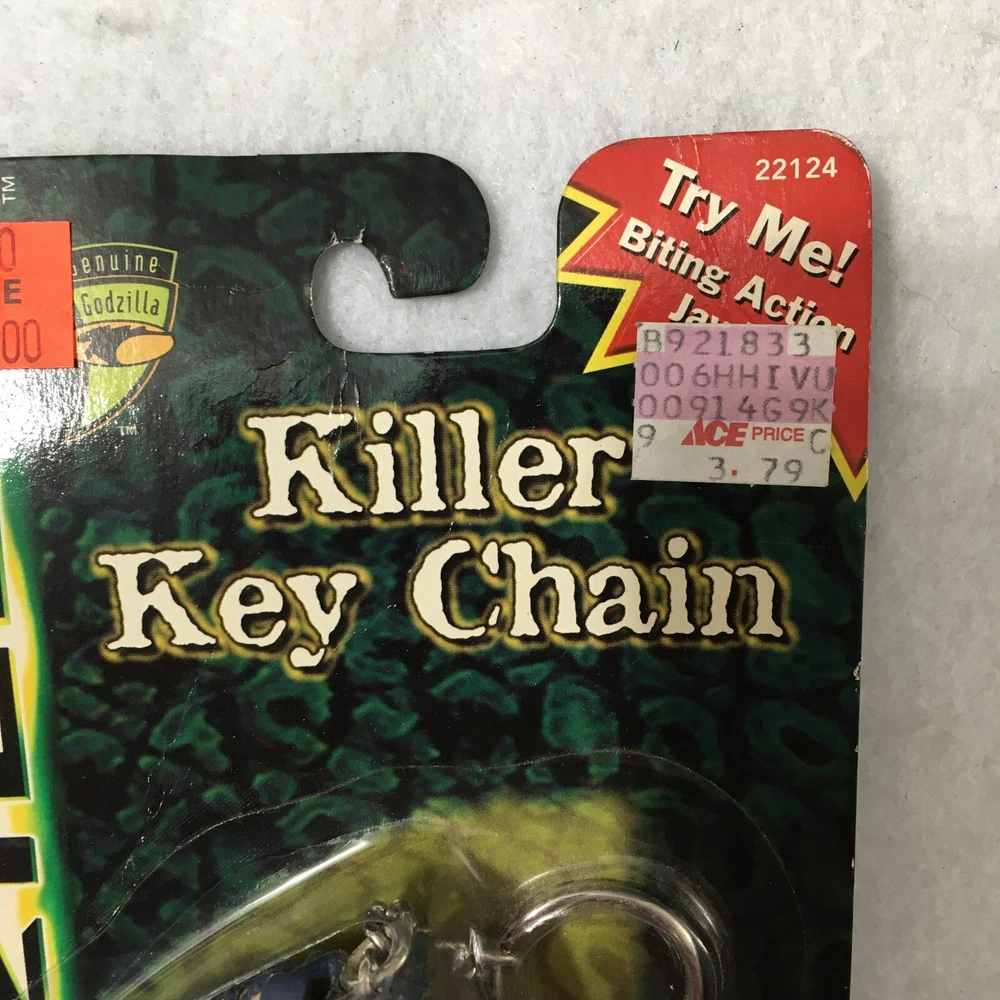 TM
22124
Try Me!
Biting Action
Genuine
Godzilla
TM
00
B921833
006HHIVU
00914G9K
9 ACE PRICE C
3. 79
Killer
Key Chain